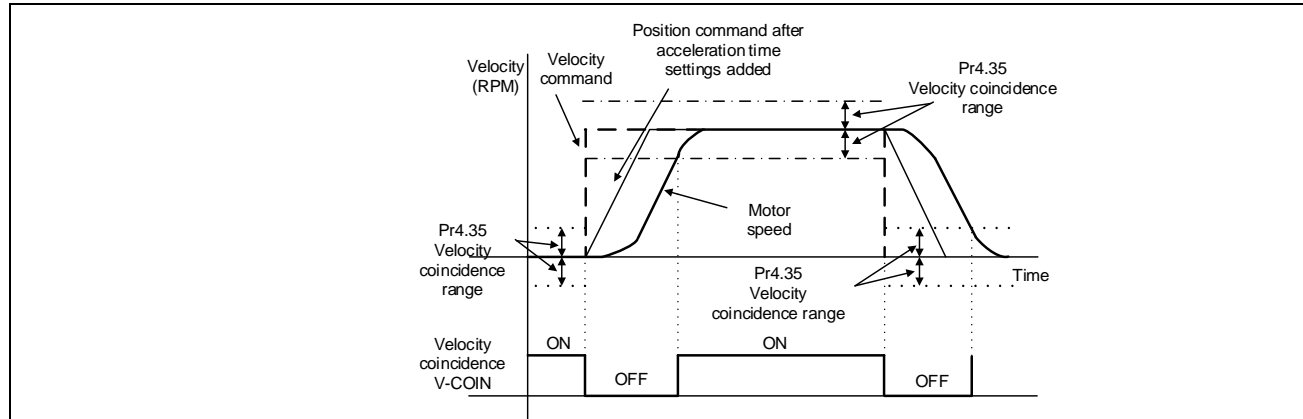 Position command after
acceleration time
settings added
Velocity
(RPM)
Velocity
command
Pr4.35
Velocity coincidence
range
Motor
speed
Pr4.35
Velocity
coincidence
range
Time
Pr4.35
Velocity
coincidence range
Velocity
coincidence
V-COIN
ON
OFF
ON
OFF